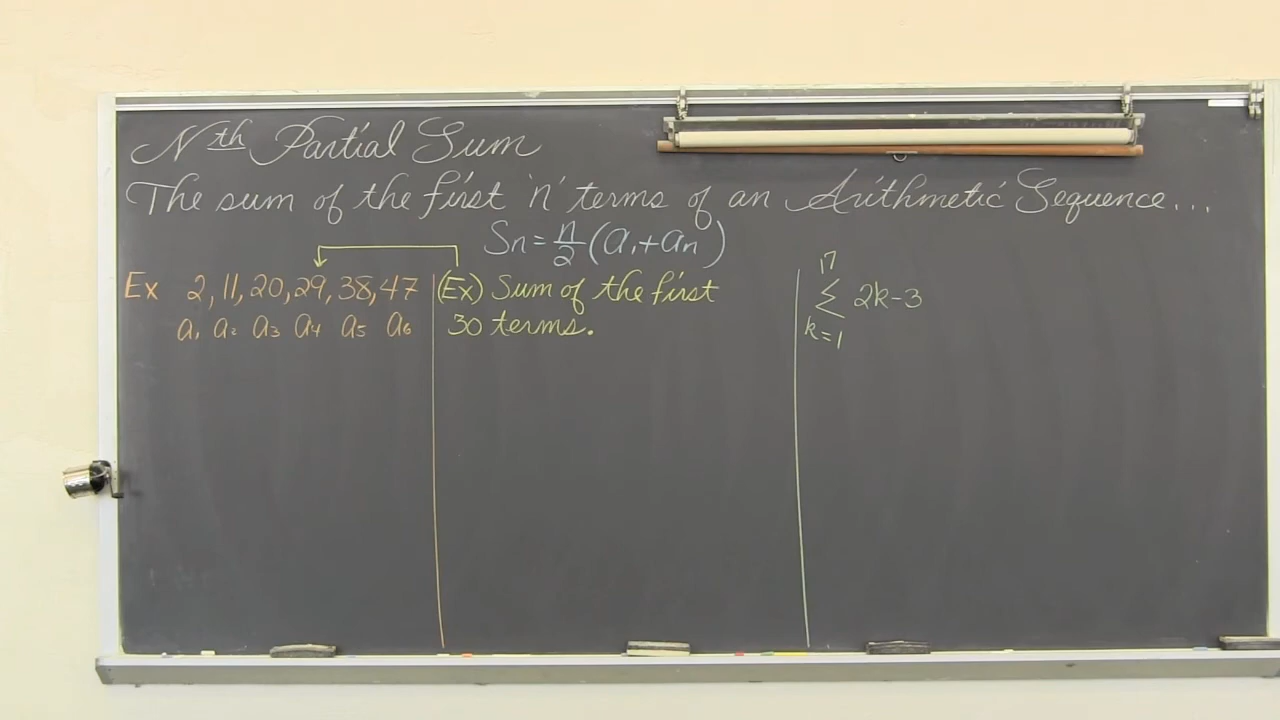 Nth Partial Sum
The sum of the first 'n' terms of an Arithmetic Sequence...
Sn = n/2 (a1 + an)
Ex 2, 11, 20, 29, 38, 47
a1 a2 a3 a4 a5 a6
(Ex) Sum of the first
30 terms.
17
Σ 2k-3
k=1